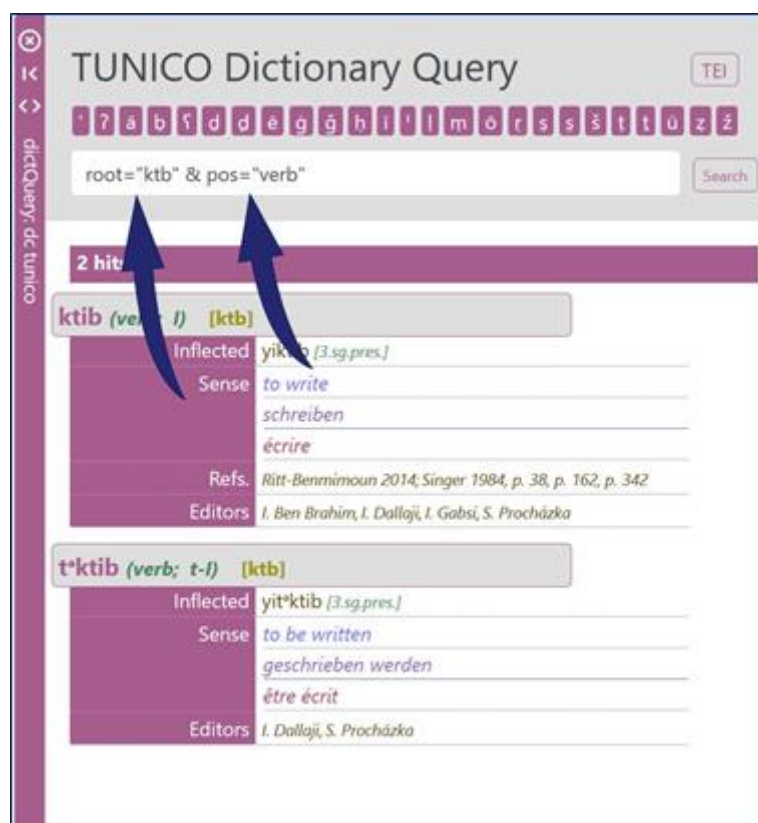 TUNICO Dictionary Query
TEI
' ʔ ā b ʕ d ḍ ē g ġ ḥ ī ' l m ō r s ṣ š t ṭ ū z ž
root="ktb" & pos="verb"
Search
dictQuery: dc tunico
2 hits
ktib (verb; I) [ktb]
Inflected [3.sg.pres.]
Sense to write
schreiben
écrire
Refs. Ritt-Benmimoun 2014; Singer 1984, p. 38, p. 162, p. 342
Editors I. Ben Brahim, I. Dallaji, I. Gabsi, S. Procházka
tᵊktib (verb; t-I) [ktb]
Inflected yitᵊktib [3.sg.pres.]
Sense to be written
geschrieben werden
être écrit
Editors I. Dallaji, S. Procházka